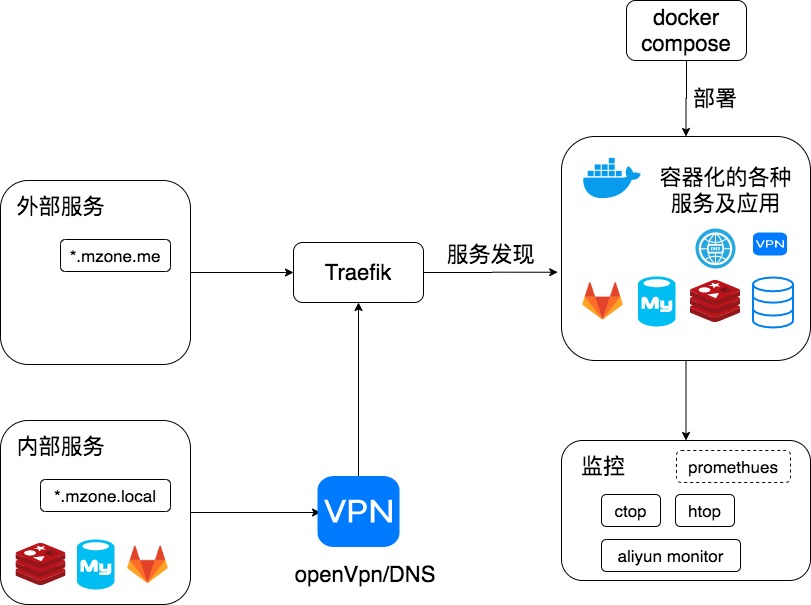 docker
compose
部署
容器化的各种
服务及应用
DNS
VPN
My
外部服务
*.mzone.me
Traefik
服务发现
内部服务
*.mzone.local
My
VPN
openVpn/DNS
监控
promethues
ctop
htop
aliyun monitor